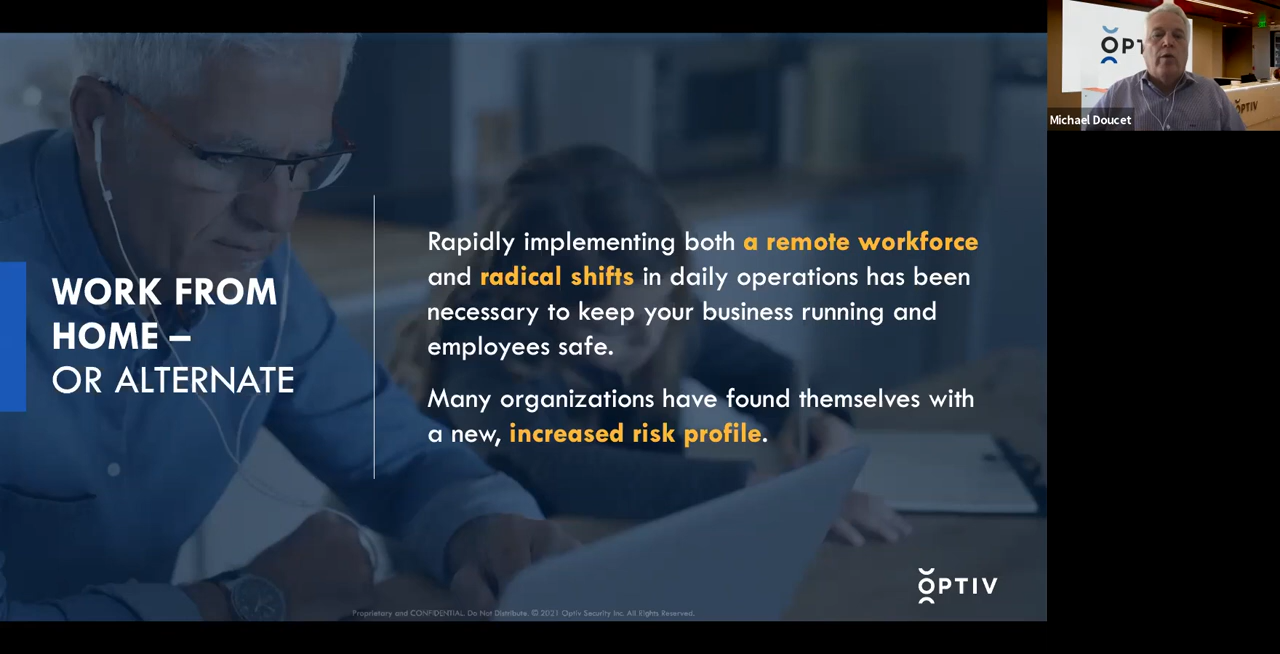 WORK FROM
HOME –
OR ALTERNATE
Rapidly implementing both a remote workforce
and radical shifts in daily operations has been
necessary to keep your business running and
employees safe.
Many organizations have found themselves with
a new, increased risk profile.
OPTIV
Proprietary and CONFIDENTIAL. Do Not Distribute. © 2021 Optiv Security Inc. All Rights Reserved.
OPT
OPTIV
Michael Doucet